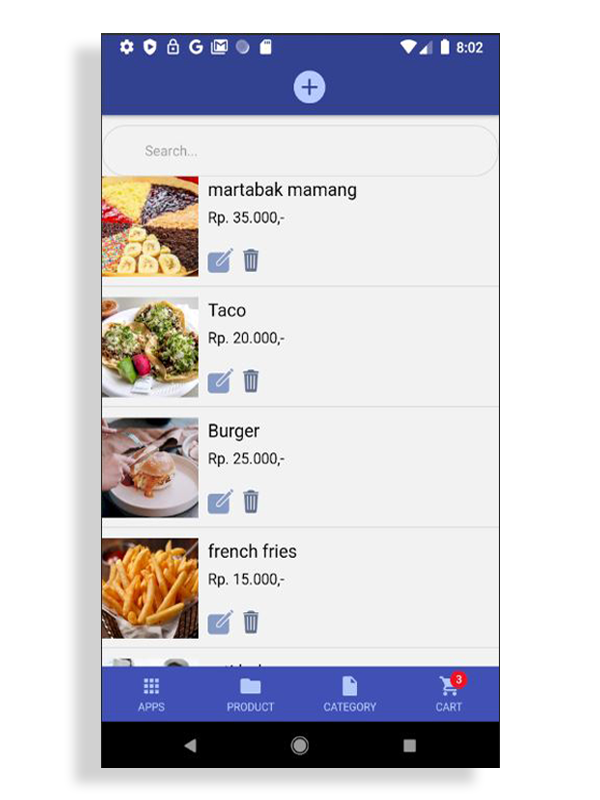 8:02
Search...
martabak mamang
Rp. 35.000,-
Taco
Rp. 20.000,-
Burger
Rp. 25.000,-
french fries
Rp. 15.000,-
APPS
PRODUCT
CATEGORY
3
CART